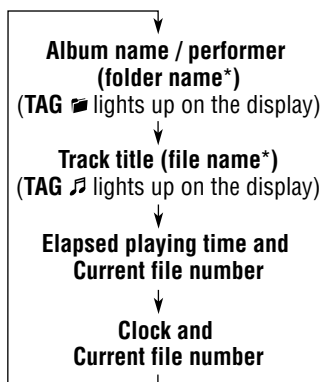 Album name / performer
(folder name*)
(TAG lights up on the display)
Track title (file name*)
(TAG lights up on the display)
Elapsed playing time and
Current file number
Clock and
Current file number